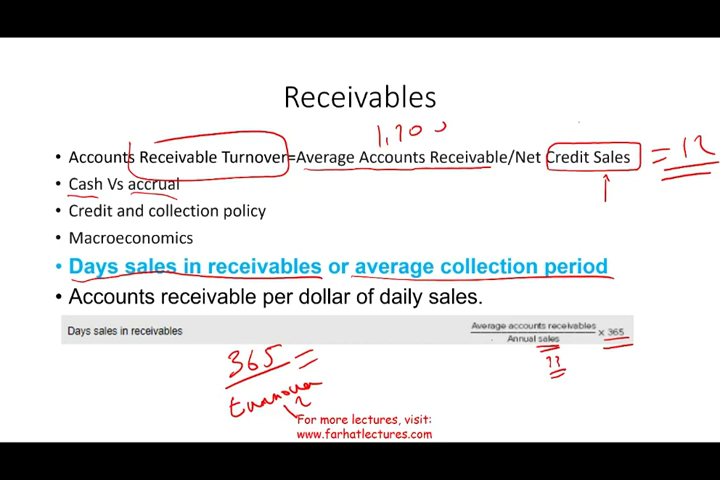 Receivables
1,200
• Accounts Receivable Turnover=Average Accounts Receivable/Net Credit Sales = 12
• Cash Vs accrual
• Credit and collection policy
• Macroeconomics
• Days sales in receivables or average collection period
• Accounts receivable per dollar of daily sales.
Days sales in receivables
Average accounts receivables
Annual sales
x 365
??
365 =
turnover
12
For more lectures, visit:
www.farhatlectures.com